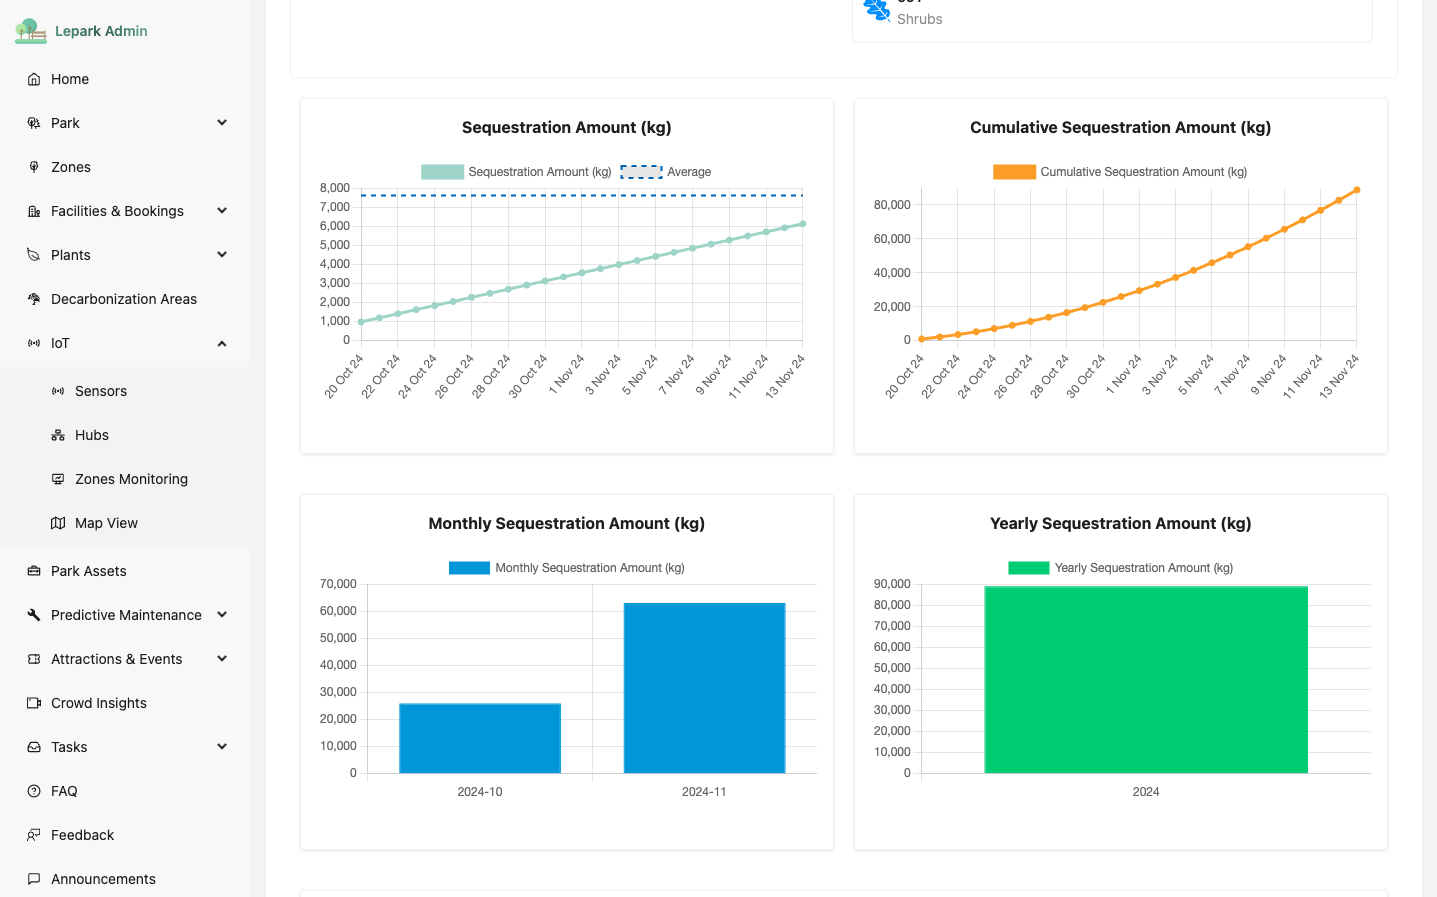 Lepark Admin
Home
Park
Zones
Facilities & Bookings
Plants
Decarbonization Areas
IoT
Sensors
Hubs
Zones Monitoring
Map View
Park Assets
Predictive Maintenance
Attractions & Events
Crowd Insights
Tasks
FAQ
Feedback
Announcements
Shrubs
Sequestration Amount (kg)
Sequestration Amount (kg) Average
8,000
7,000
6,000
5,000
4,000
3,000
2,000
1,000
0
20 Oct 24 22 Oct 24 24 Oct 24 26 Oct 24 28 Oct 24 30 Oct 24 1 Nov 24 3 Nov 24 5 Nov 24 7 Nov 24 9 Nov 24 11 Nov 24 13 Nov 24
Cumulative Sequestration Amount (kg)
Cumulative Sequestration Amount (kg)
80,000
60,000
40,000
20,000
0
20 Oct 24 22 Oct 24 24 Oct 24 26 Oct 24 28 Oct 24 30 Oct 24 1 Nov 24 3 Nov 24 5 Nov 24 7 Nov 24 9 Nov 24 11 Nov 24 13 Nov 24
Monthly Sequestration Amount (kg)
Monthly Sequestration Amount (kg)
70,000
60,000
50,000
40,000
30,000
20,000
10,000
0
2024-10 2024-11
Yearly Sequestration Amount (kg)
Yearly Sequestration Amount (kg)
90,000
80,000
70,000
60,000
50,000
40,000
30,000
20,000
10,000
0
2024